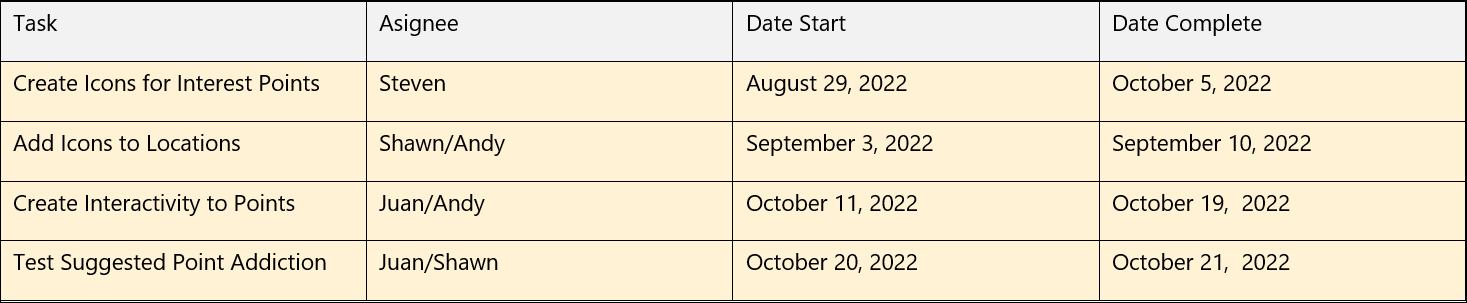 Task Asignee Date Start Date Complete
Create Icons for Interest Points Steven August 29, 2022 October 5, 2022
Add Icons to Locations Shawn/Andy September 3, 2022 September 10, 2022
Create Interactivity to Points Juan/Andy October 11, 2022 October 19,  2022
Test Suggested Point Addiction Juan/Shawn October 20, 2022 October 21,  2022